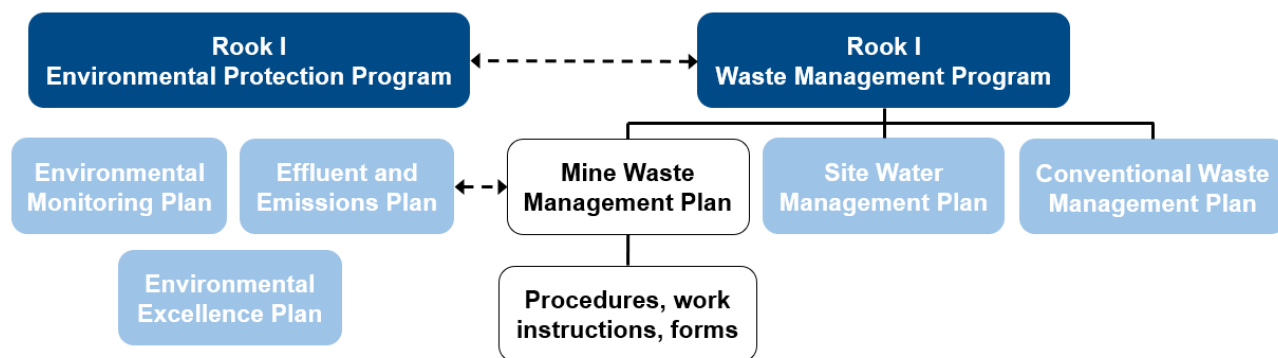 Rook I
Environmental Protection Program
Rook I
Waste Management Program
Environmental
Monitoring Plan
Effluent and
Emissions Plan
Mine Waste
Management Plan
Site Water
Management Plan
Conventional Waste
Management Plan
Environmental
Excellence Plan
Procedures, work
instructions, forms